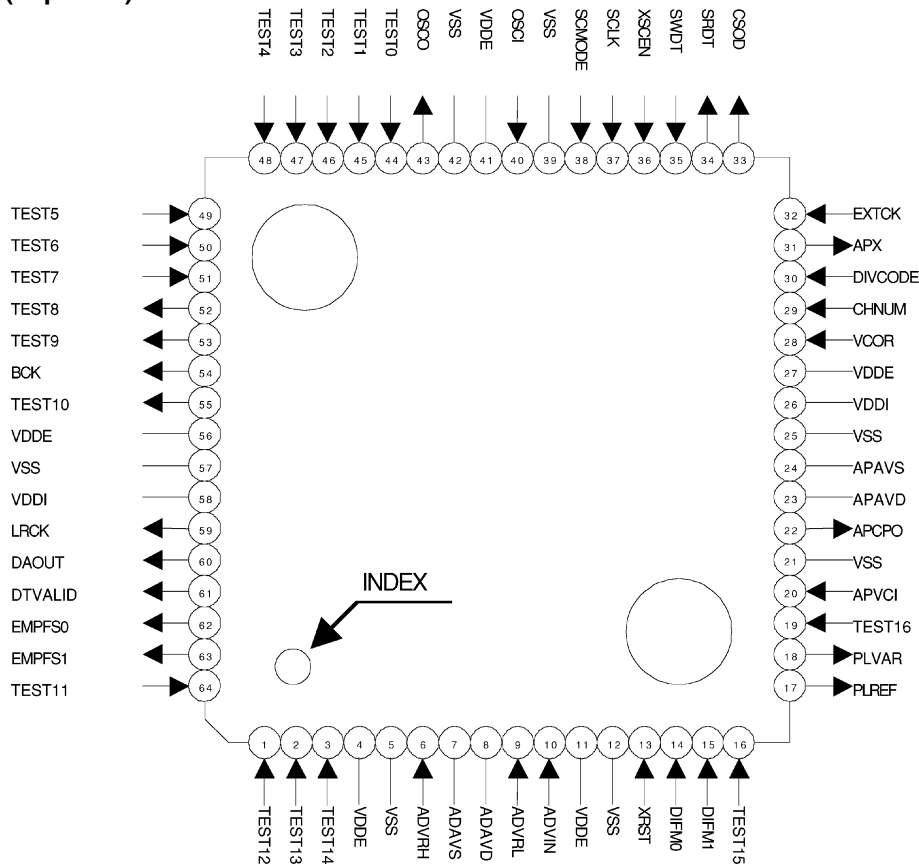 TEST4
TEST3
TEST2
TEST1
TEST0
OSCO
VSS
VDDE
OSCI
VSS
SCMODE
SCLK
XSCEN
SWDT
SRDT
CSOD
48 47 46 45 44 43 42 41 40 39 38 37 36 35 34 33
TEST5 49
TEST6 50
TEST7 51
TEST8 52
TEST9 53
BCK 54
TEST10 55
VDDE 56
VSS 57
VDDI 58
LRCK 59
DAOUT 60
DTVALID 61
EMPFS0 62
EMPFS1 63
TEST11 64
32 EXTCK
31 APX
30 DIVCODE
29 CHNUM
28 VCOR
27 VDDE
26 VDDI
25 VSS
24 APAVS
23 APAVD
22 APCPO
21 VSS
20 APVCI
19 TEST16
18 PLVAR
17 PLREF
INDEX
1 2 3 4 5 6 7 8 9 10 11 12 13 14 15 16
TEST12
TEST13
TEST14
VDDE
VSS
ADVRH
ADAVS
ADAVD
ADVRL
ADVIN
VDDE
VSS
XRST
DIFM0
DIFM1
TEST15